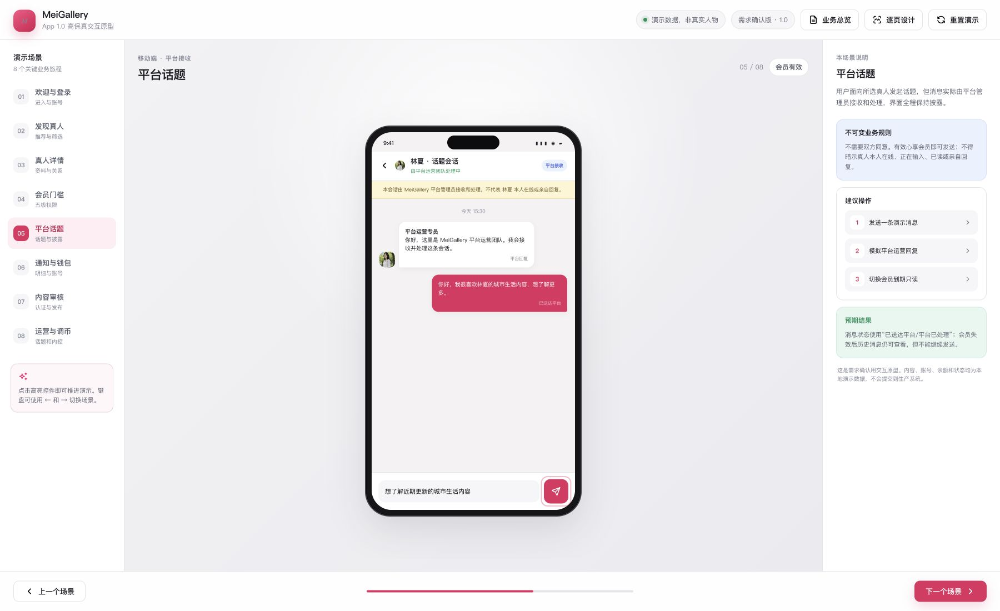 M
MeiGallery
App 1.0 高保真交互原型
演示数据，非真实人物
需求确认版 · 1.0
业务总览
逐页设计
重置演示
演示场景
8 个关键业务旅程
01
欢迎与登录
进入与账号
02
发现真人
推荐与筛选
03
真人详情
资料与关系
04
会员门槛
五级权限
05
平台话题
话题与披露
06
通知与钱包
明细与账号
07
内容审核
认证与发布
08
运营与调币
话题和内控
点击高亮控件即可推进演示。键
盘可使用 ← 和 → 切换场景。
移动端 · 平台接收
平台话题
05 / 08
会员有效
9:41
林夏 · 话题会话
由平台运营团队处理中
平台接收
本会话由 MeiGallery 平台管理员接收和处理，不代表 林夏 本人在线或亲自回复。
今天 15:30
平台运营专员
你好，这里是 MeiGallery 平台运营团队。我会接
收并处理这条会话。
平台回复
你好，我很喜欢林夏的城市生活内容，想了解更
多。
已送达平台
想了解近期更新的城市生活内容
本场景说明
平台话题
用户面向所选真人发起话题，但消息实际由平台管
理员接收和处理，界面全程保持披露。
不可变业务规则
不需要双方同意。有效心享会员即可发送；不得
暗示真人本人在线、正在输入、已读或亲自回
复。
建议操作
1 发送一条演示消息
2 模拟平台运营回复
3 切换会员到期只读
预期结果
消息状态使用“已送达平台/平台已处理”；会员失
效后历史消息仍可查看，但不能继续发送。
这是需求确认用交互原型。内容、账号、余额和状态均为本
地演示数据，不会提交到生产系统。
上一个场景
下一个场景